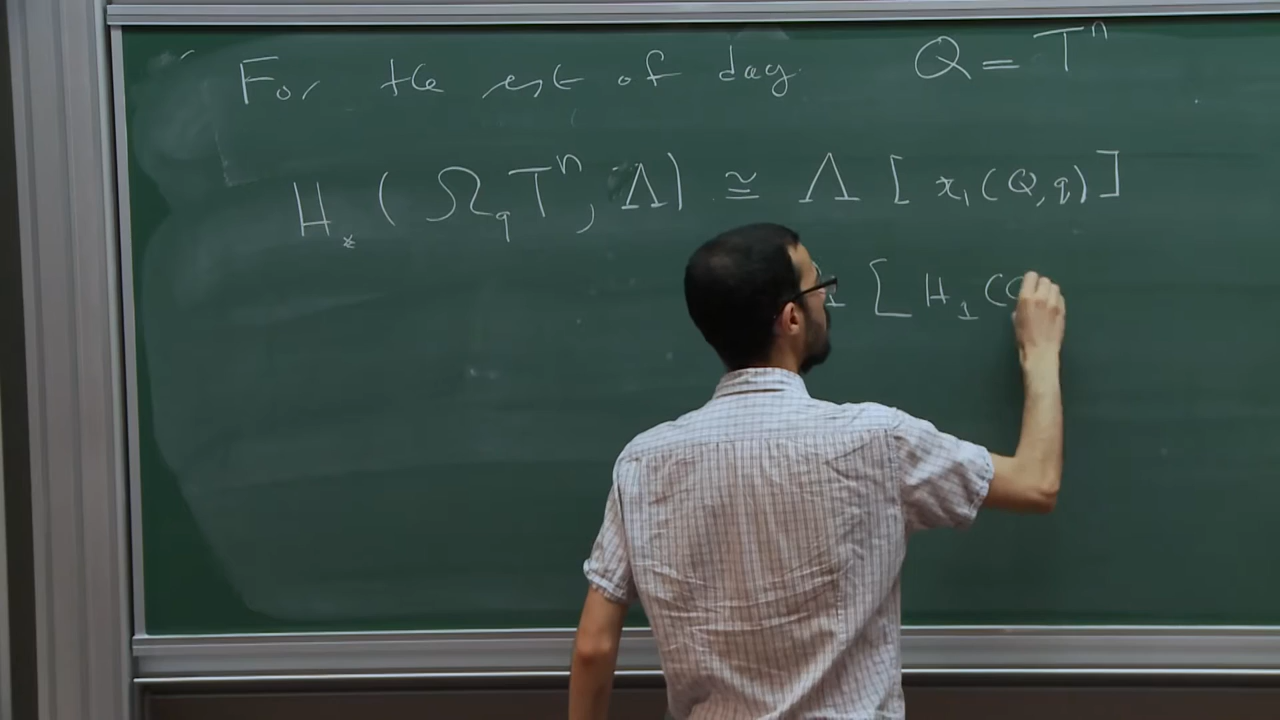 For the rest of day Q = Tⁿ
H_* ( Ω_q Tⁿ, Λ) ≅ Λ [ π₁(Q,q) ]
[ H₁ (Q